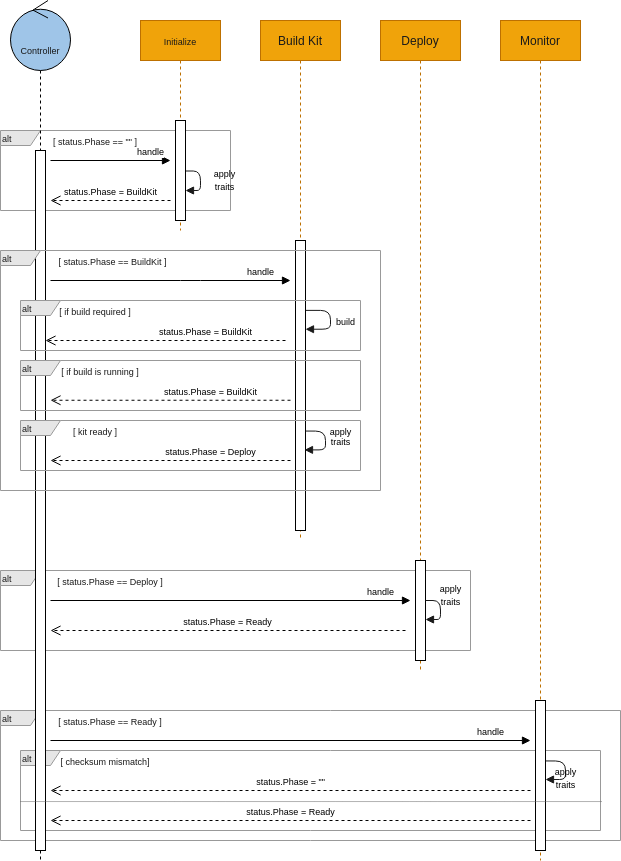 Controller
Initialize
Build Kit
Deploy
Monitor
alt
[ status.Phase == "" ]
handle
apply
traits
status.Phase = BuildKit
alt
[ status.Phase == BuildKit ]
handle
alt
[ if build required ]
build
status.Phase = BuildKit
alt
[ if build is running ]
status.Phase = BuildKit
alt
[ kit ready ]
apply
traits
status.Phase = Deploy
alt
[ status.Phase == Deploy ]
handle
apply
traits
status.Phase = Ready
alt
[ status.Phase == Ready ]
handle
alt
[ checksum mismatch]
apply
traits
status.Phase = ""
status.Phase = Ready